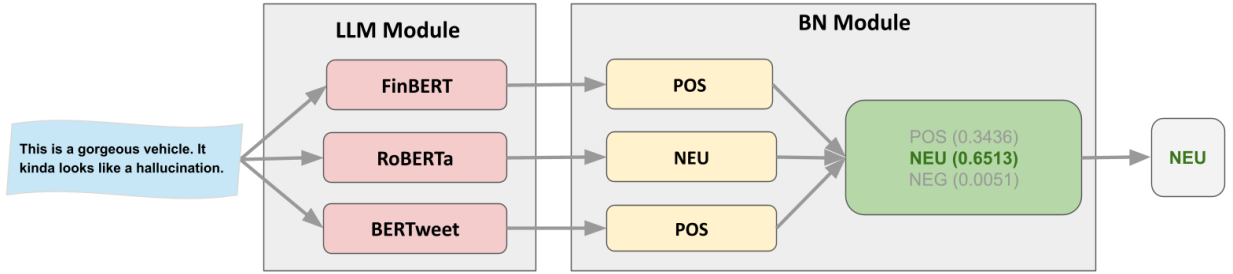 LLM Module
BN Module
This is a gorgeous vehicle. It
kinda looks like a hallucination.
FinBERT
RoBERTa
BERTweet
POS
NEU
POS
POS (0.3436)
NEU (0.6513)
NEG (0.0051)
NEU